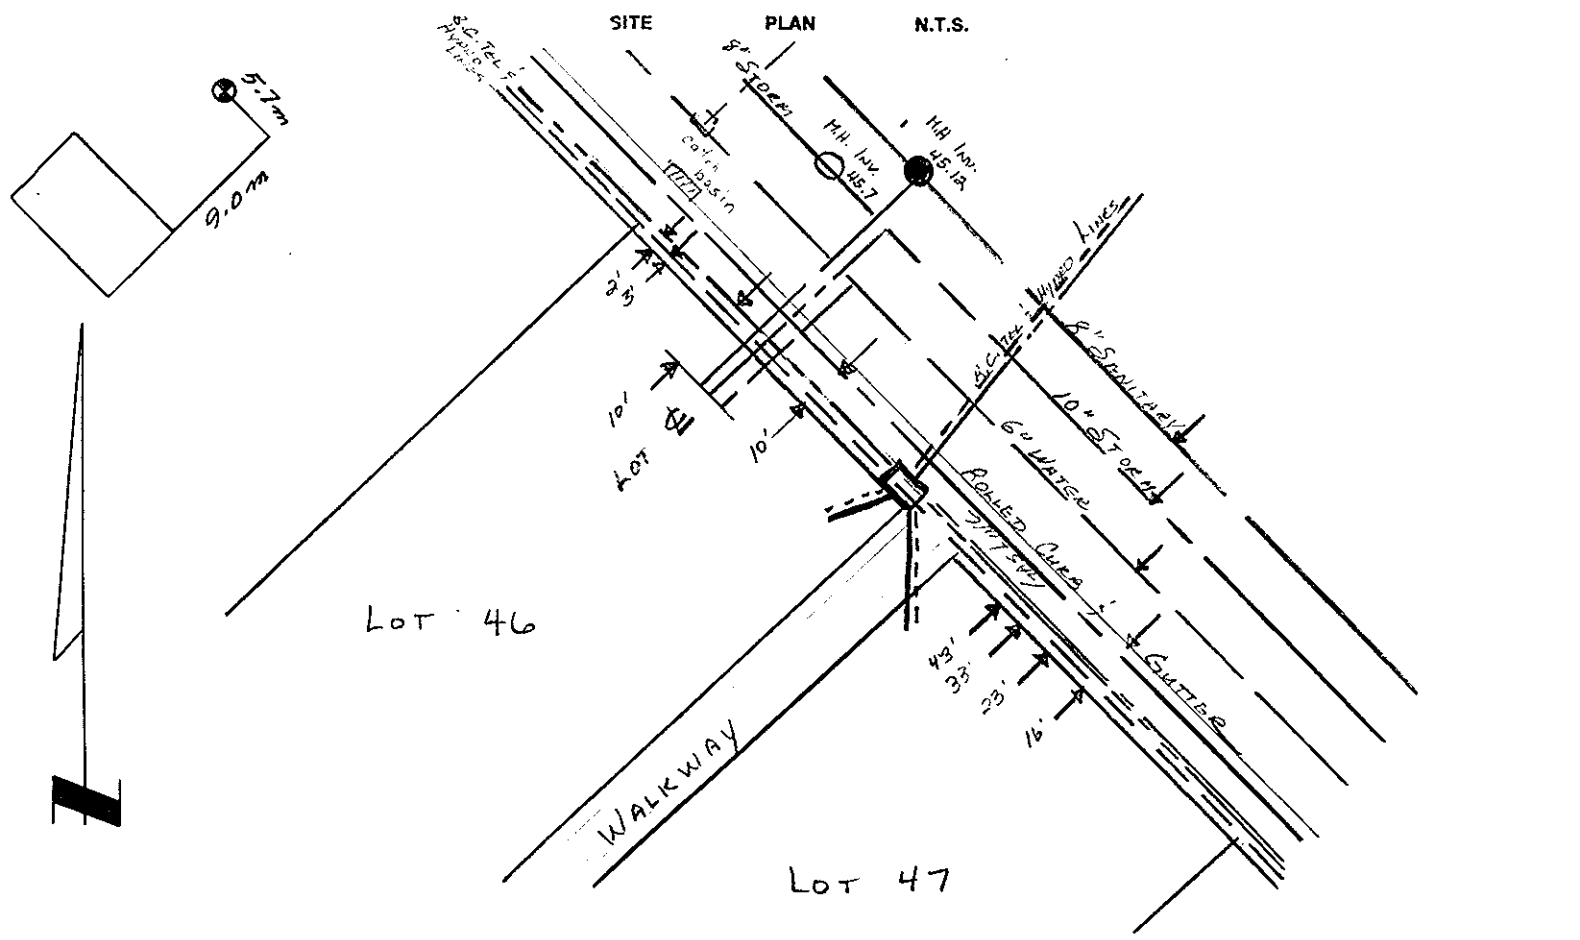 SITE PLAN N.T.S.
B.C. TEL &
HYDRO
LINES
8" STORM
5.7m
9.0m
catch
basin
M.H. INV.
45.7
M.H INV.
45.12
B.C. TEL & HYDRO LINES
2'
3'
8" SANITARY
10" STORM
6" WATER
10'
LOT ℄
10'
ROLLED CURB &
GUTTER
LOT 46
43'
33'
23'
16'
WALKWAY
LOT 47